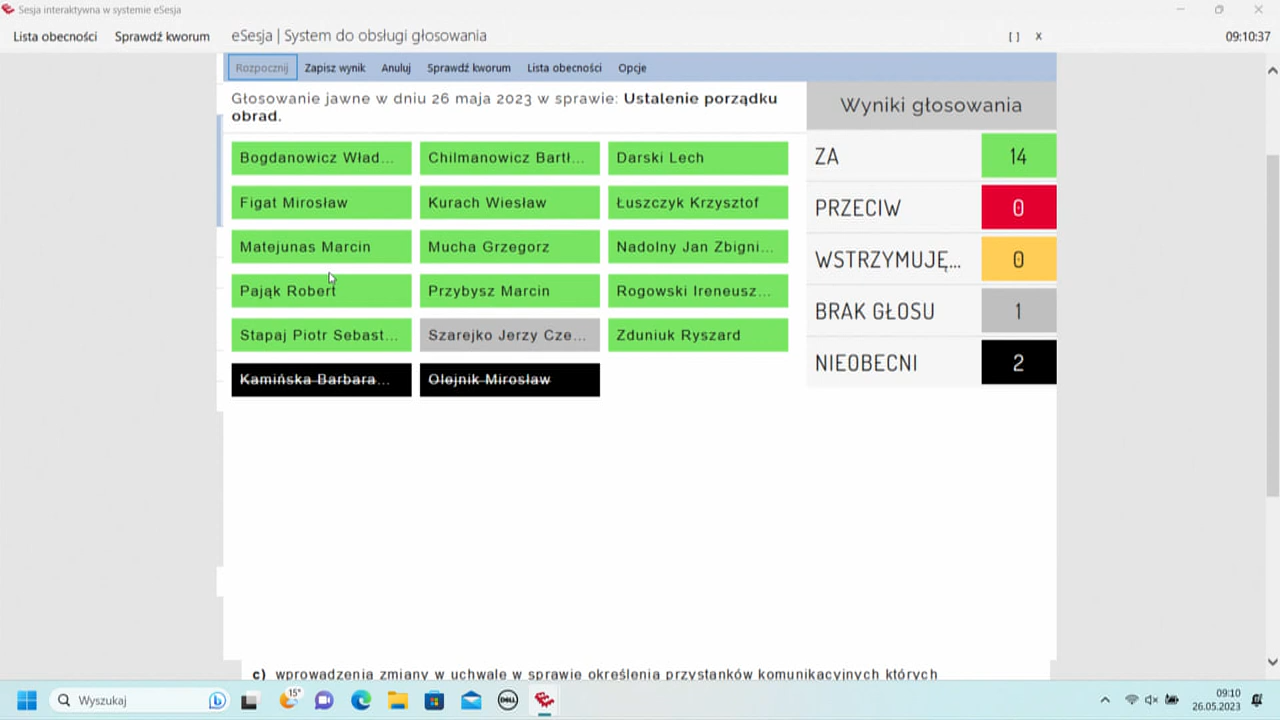 Sesja interaktywna w systemie eSesja
Lista obecności Sprawdź kworum eSesja | System do obsługi głosowania [ ] x 09:10:37
Rozpocznij Zapisz wynik Anuluj Sprawdź kworum Lista obecności Opcje
Głosowanie jawne w dniu 26 maja 2023 w sprawie: Ustalenie porządku
obrad.
Wyniki głosowania
Bogdanowicz Wład... Chilmanowicz Bartł... Darski Lech
Figat Mirosław Kurach Wiesław Łuszczyk Krzysztof
Matejunas Marcin Mucha Grzegorz Nadolny Jan Zbigni...
Pająk Robert Przybysz Marcin Rogowski Ireneusz...
Stapaj Piotr Sebast... Szarejko Jerzy Cze... Zduniuk Ryszard
Kamińska Barbara... Olejnik Mirosław
ZA 14
PRZECIW 0
WSTRZYMUJĘ... 0
BRAK GŁOSU 1
NIEOBECNI 2
c) wprowadzenia zmiany w uchwale w sprawie określenia przystanków komunikacyjnych których
Wyszukaj 15° DELL 09:10
26.05.2023